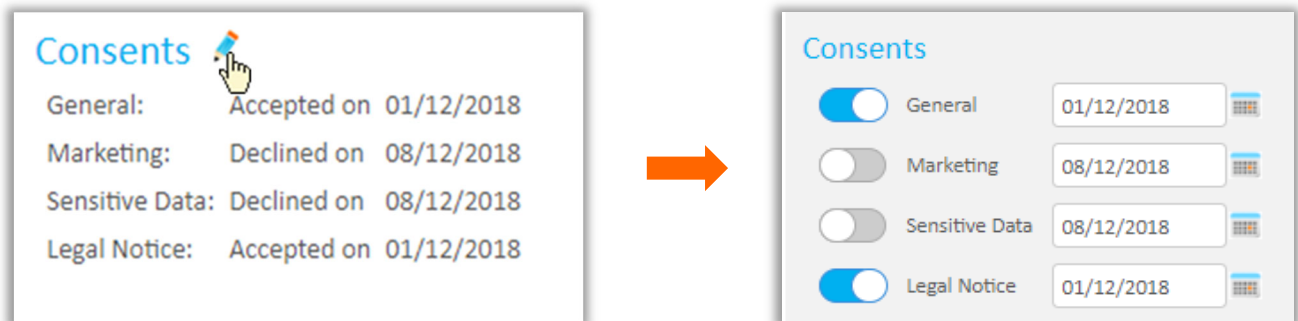 Consents
General: Accepted on 01/12/2018
Marketing: Declined on 08/12/2018
Sensitive Data: Declined on 08/12/2018
Legal Notice: Accepted on 01/12/2018
Consents
General 01/12/2018
Marketing 08/12/2018
Sensitive Data 08/12/2018
Legal Notice 01/12/2018